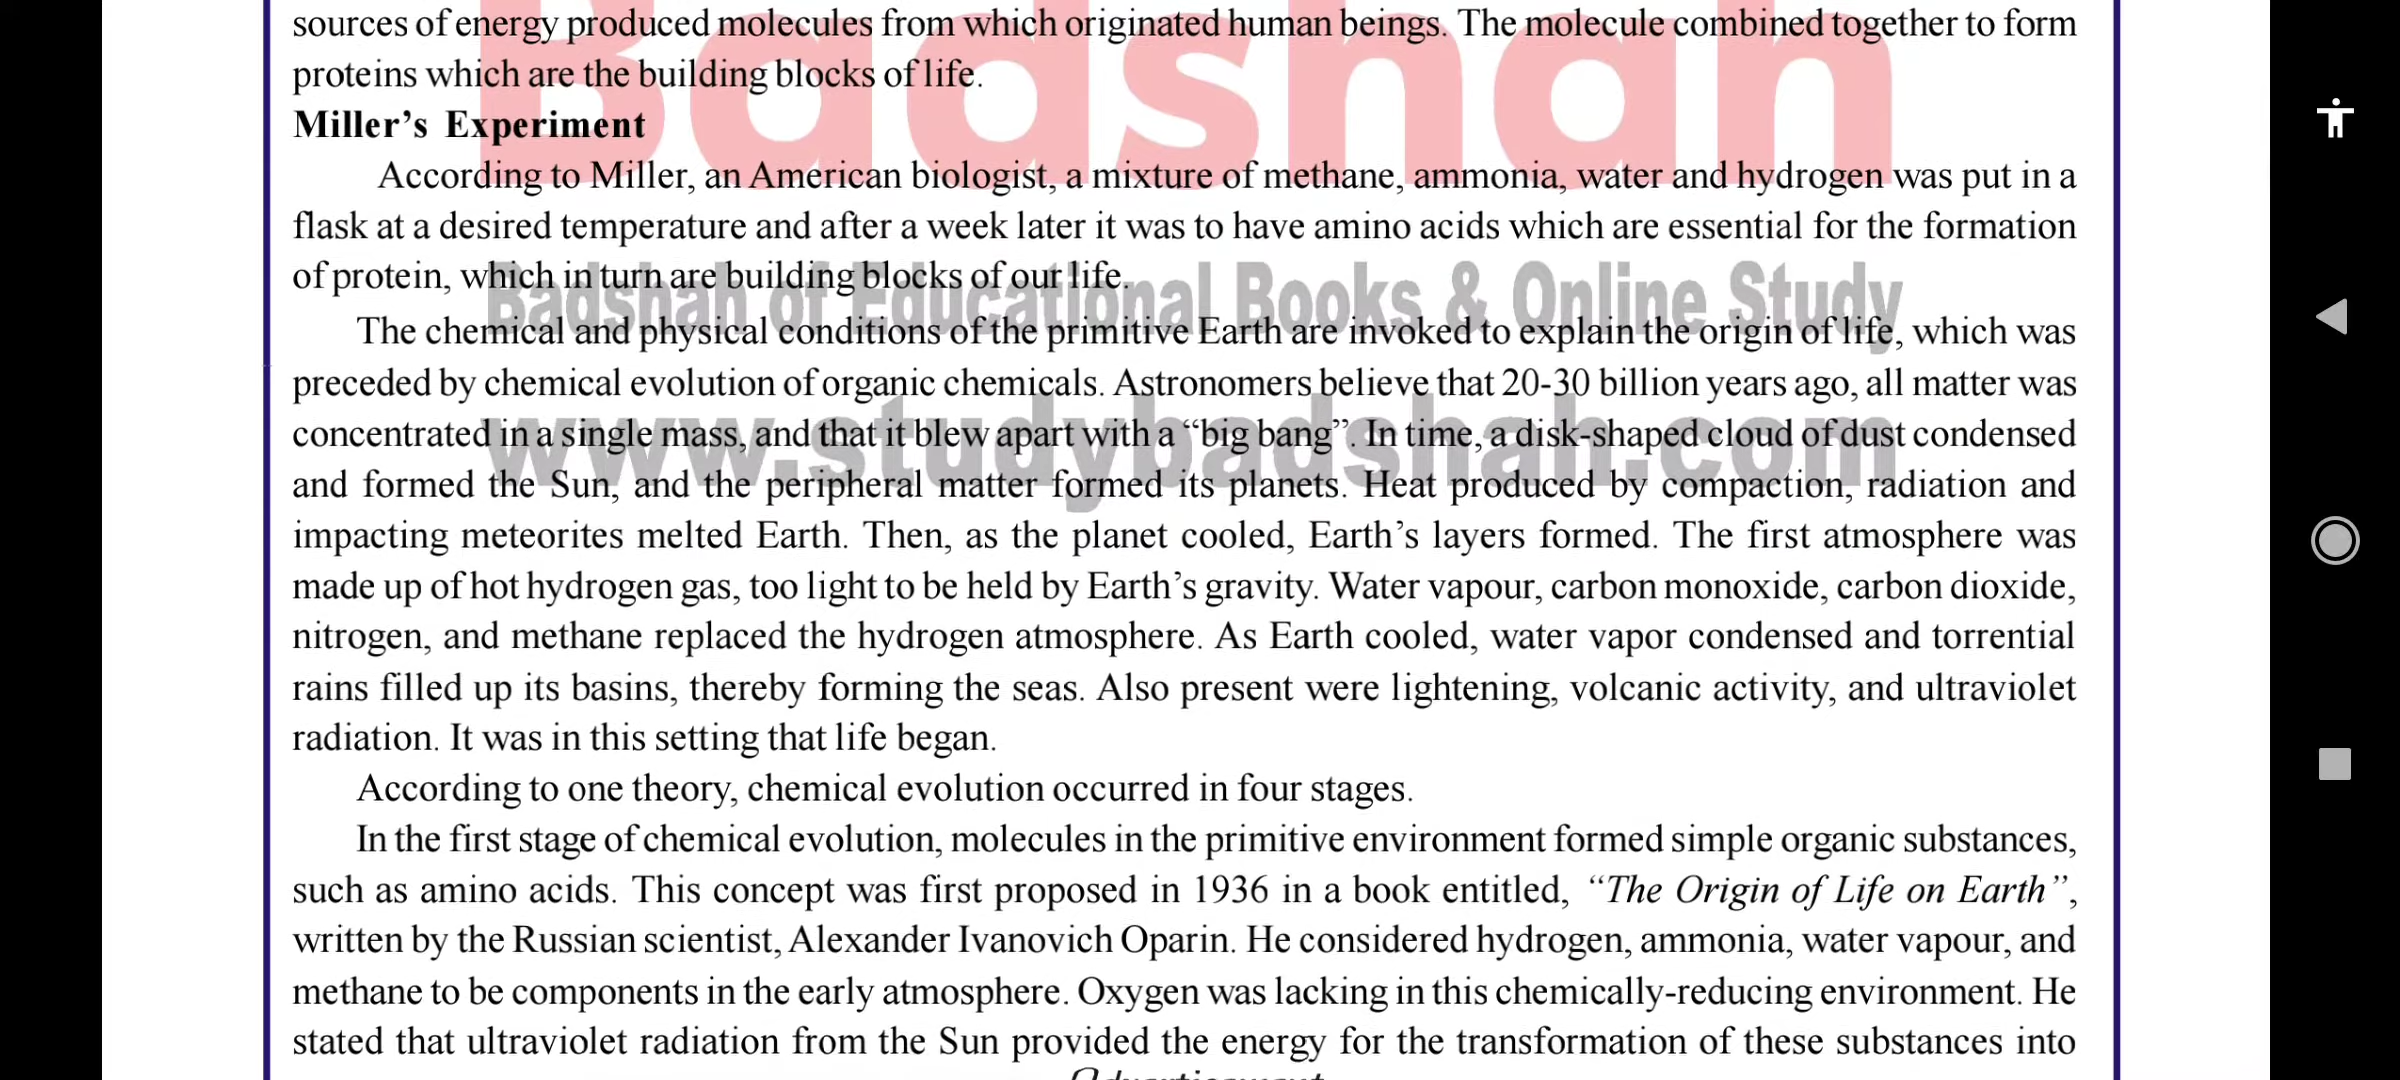 sources of energy produced molecules from which originated human beings. The molecule combined together to form
proteins which are the building blocks of life.
Miller’s Experiment
According to Miller, an American biologist, a mixture of methane, ammonia, water and hydrogen was put in a
flask at a desired temperature and after a week later it was to have amino acids which are essential for the formation
of protein, which in turn are building blocks of our life.
The chemical and physical conditions of the primitive Earth are invoked to explain the origin of life, which was
preceded by chemical evolution of organic chemicals. Astronomers believe that 20-30 billion years ago, all matter was
concentrated in a single mass, and that it blew apart with a “big bang”. In time, a disk-shaped cloud of dust condensed
and formed the Sun, and the peripheral matter formed its planets. Heat produced by compaction, radiation and
impacting meteorites melted Earth. Then, as the planet cooled, Earth’s layers formed. The first atmosphere was
made up of hot hydrogen gas, too light to be held by Earth’s gravity. Water vapour, carbon monoxide, carbon dioxide,
nitrogen, and methane replaced the hydrogen atmosphere. As Earth cooled, water vapor condensed and torrential
rains filled up its basins, thereby forming the seas. Also present were lightening, volcanic activity, and ultraviolet
radiation. It was in this setting that life began.
According to one theory, chemical evolution occurred in four stages.
In the first stage of chemical evolution, molecules in the primitive environment formed simple organic substances,
such as amino acids. This concept was first proposed in 1936 in a book entitled, “The Origin of Life on Earth”,
written by the Russian scientist, Alexander Ivanovich Oparin. He considered hydrogen, ammonia, water vapour, and
methane to be components in the early atmosphere. Oxygen was lacking in this chemically-reducing environment. He
stated that ultraviolet radiation from the Sun provided the energy for the transformation of these substances into
Badshah
Badshah of Educational Books & Online Study
www.studybadshah.com